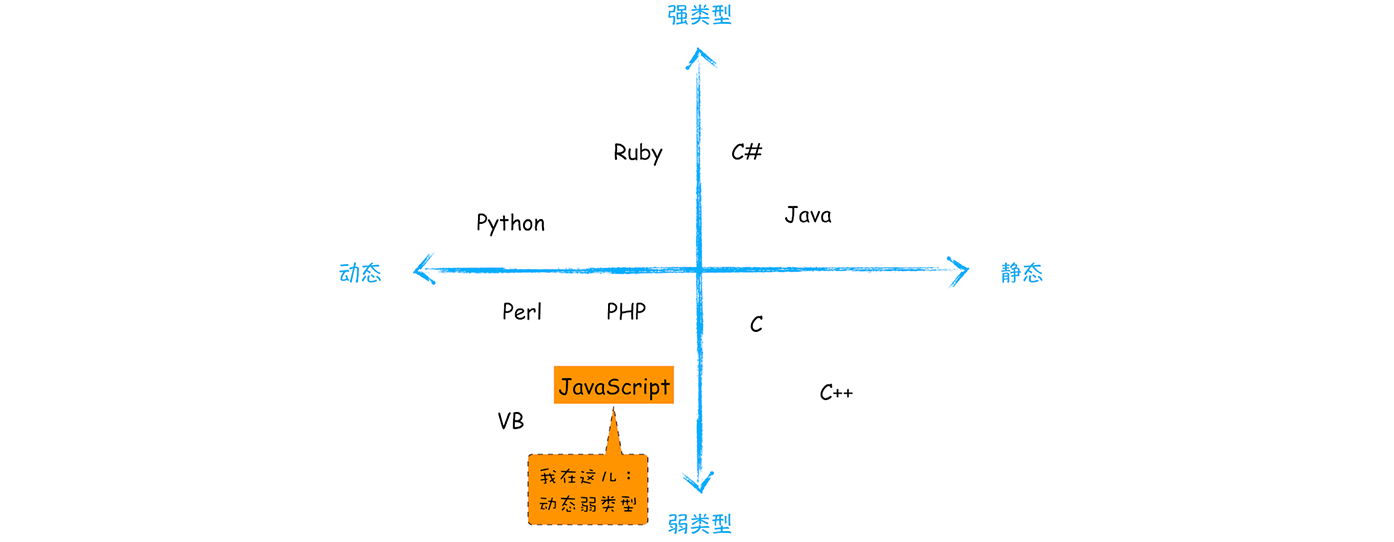 强类型
Ruby
C#
Python
Java
动态
静态
Perl
PHP
C
JavaScript
C++
VB
我在这儿：
动态弱类型
弱类型